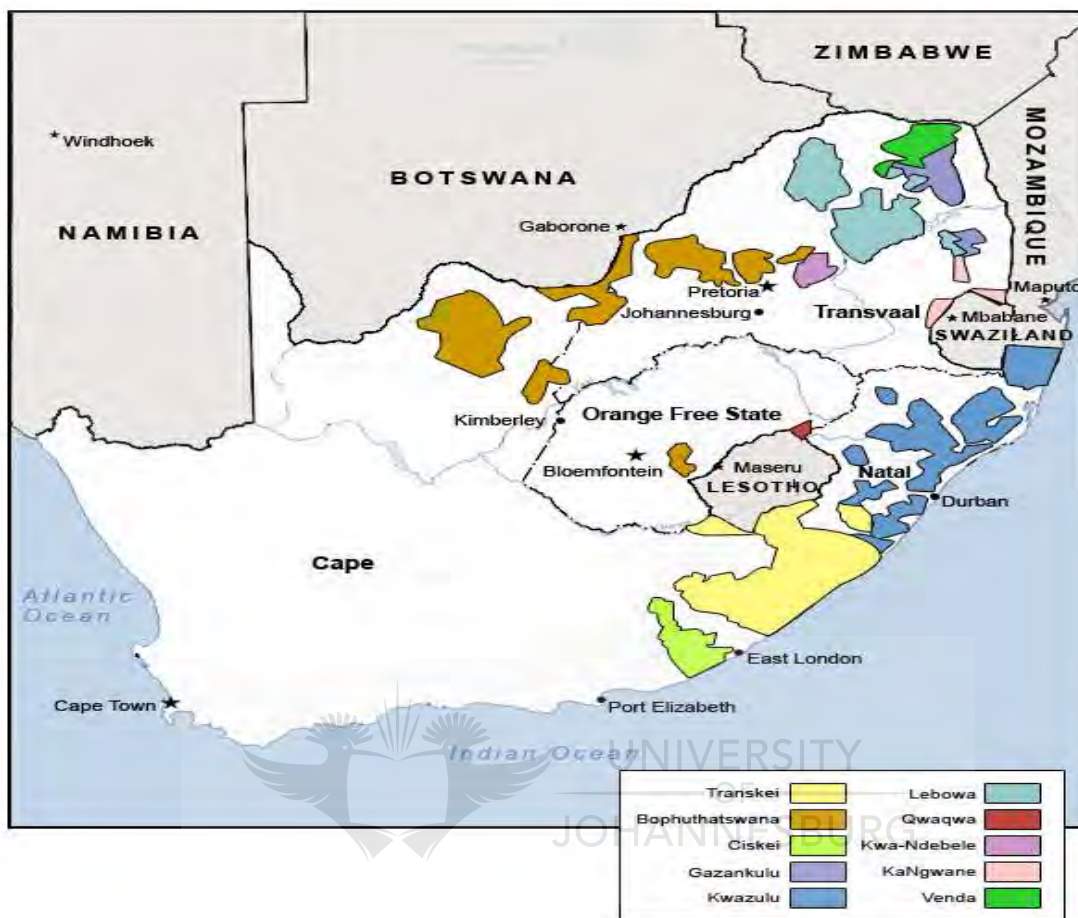 ZIMBABWE
MOZAMBIQUE
Windhoek
BOTSWANA
NAMIBIA
Gaborone
Pretoria
Maputo
Johannesburg
Transvaal
Mbabane
SWAZILAND
Kimberley
Orange Free State
Bloemfontein
Maseru
LESOTHO
Natal
Durban
Cape
Atlantic
Ocean
East London
Cape Town
Port Elizabeth
Indian Ocean
UNIVERSITY
OF
JOHANNESBURG
Transkei
Bophuthatswana
Ciskei
Gazankulu
Kwazulu
Lebowa
Qwaqwa
Kwa-Ndebele
KaNgwane
Venda